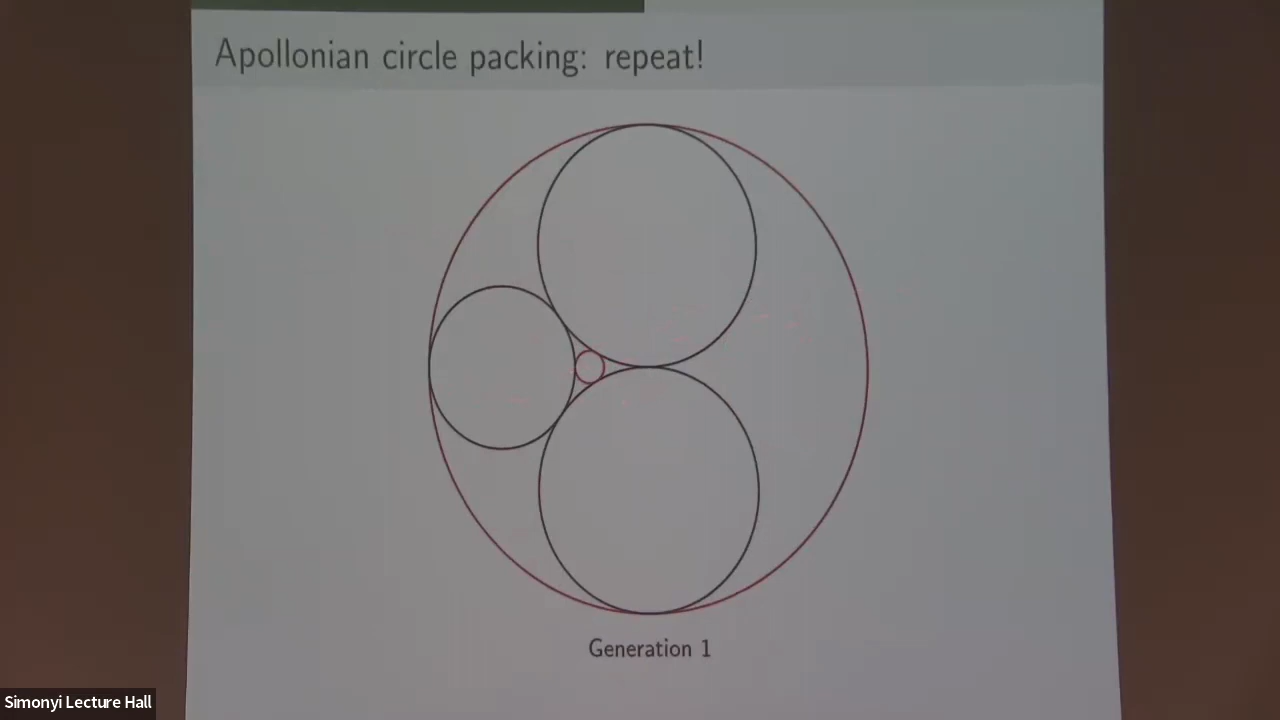 Apollonian circle packing: repeat!
Generation 1
Simonyi Lecture Hall